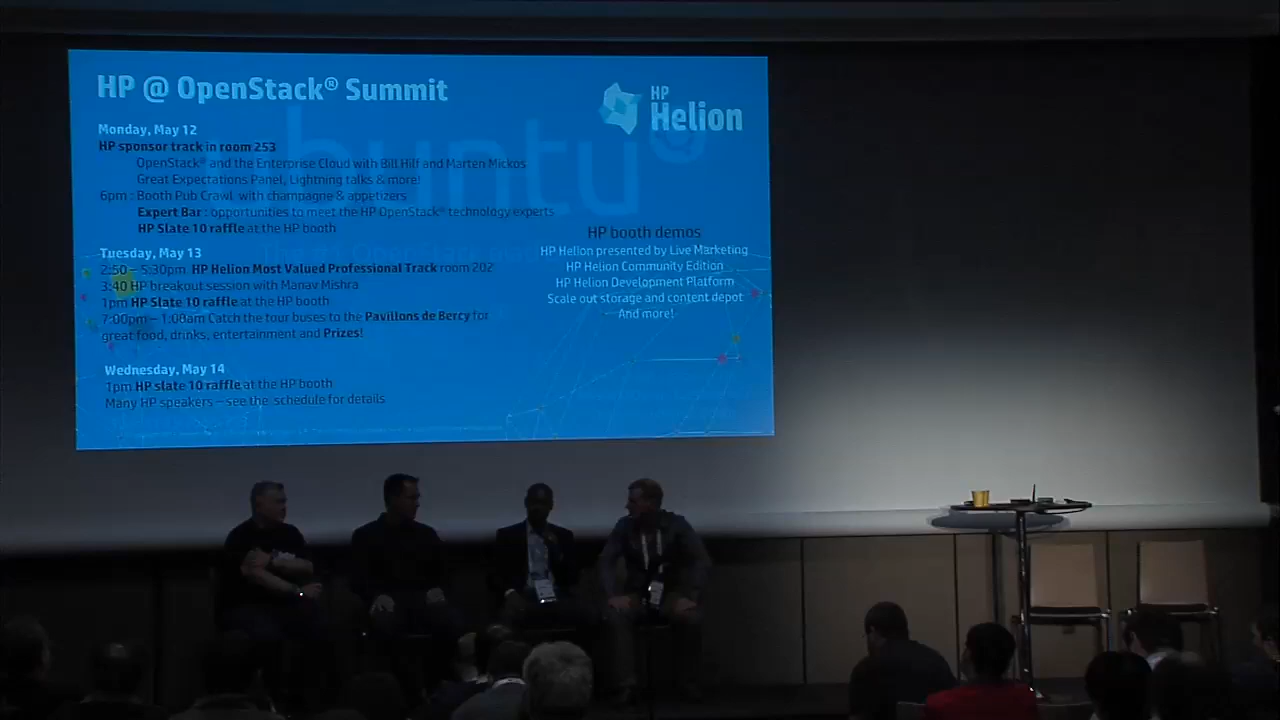 HP @ OpenStack® Summit
HP
Helion
Monday, May 12
HP sponsor track in room 253
OpenStack® and the Enterprise Cloud with Bill Hilf and Marten Mickos
Great Expectations Panel, Lightning talks & more!
6pm : Booth Pub Crawl with champagne & appetizers
Expert Bar : opportunities to meet the HP OpenStack® technology experts
HP Slate 10 raffle at the HP booth
Tuesday, May 13
2:50 – 5:30pm HP Helion Most Valued Professional Track room 202
3:40 HP breakout session with Manav Mishra
1pm HP Slate 10 raffle at the HP booth
7:00pm – 1:00am Catch the tour buses to the Pavillons de Bercy for
great food, drinks, entertainment and Prizes!
Wednesday, May 14
1pm HP slate 10 raffle at the HP booth
Many HP speakers – see the schedule for details
HP booth demos
HP Helion presented by Live Marketing
HP Helion Community Edition
HP Helion Development Platform
Scale out storage and content depot
And more!
buntu®